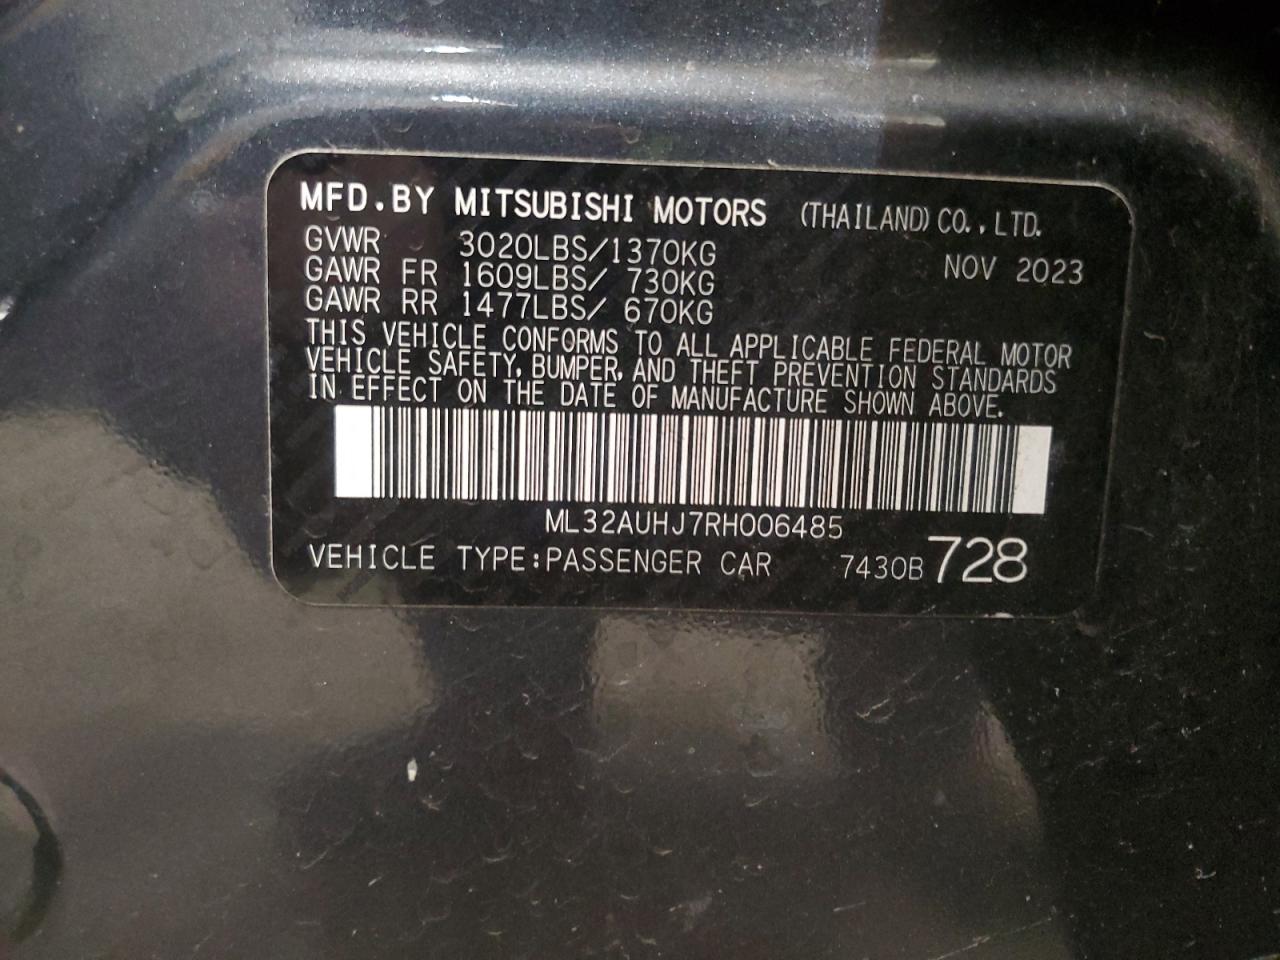 MFD.BY MITSUBISHI MOTORS (THAILAND) CO., LTD.
GVWR 3020LBS/1370KG NOV 2023
GAWR FR 1609LBS/ 730KG
GAWR RR 1477LBS/ 670KG
THIS VEHICLE CONFORMS TO ALL APPLICABLE FEDERAL MOTOR
VEHICLE SAFETY, BUMPER, AND THEFT PREVENTION STANDARDS
IN EFFECT ON THE DATE OF MANUFACTURE SHOWN ABOVE.
ML32AUHJ7RH006485
VEHICLE TYPE:PASSENGER CAR 7430B 728